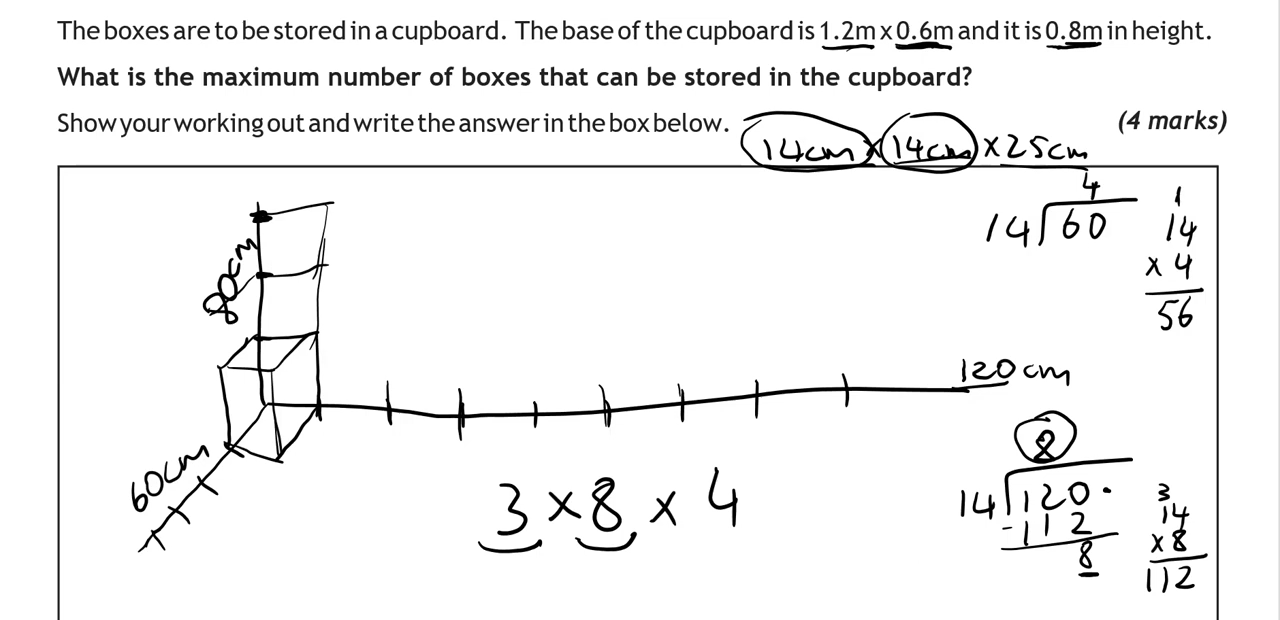 The boxes are to be stored in a cupboard. The base of the cupboard is 1.2m x 0.6m and it is 0.8m in height.
What is the maximum number of boxes that can be stored in the cupboard?
Show your working out and write the answer in the box below.
(4 marks)
14cm x 14cm x 25cm
4
14 60
1
14
x 4
56
80cm
120cm
60cm
3 x 8 x 4
8
14 120.
-112
8
3
14
x 8
112